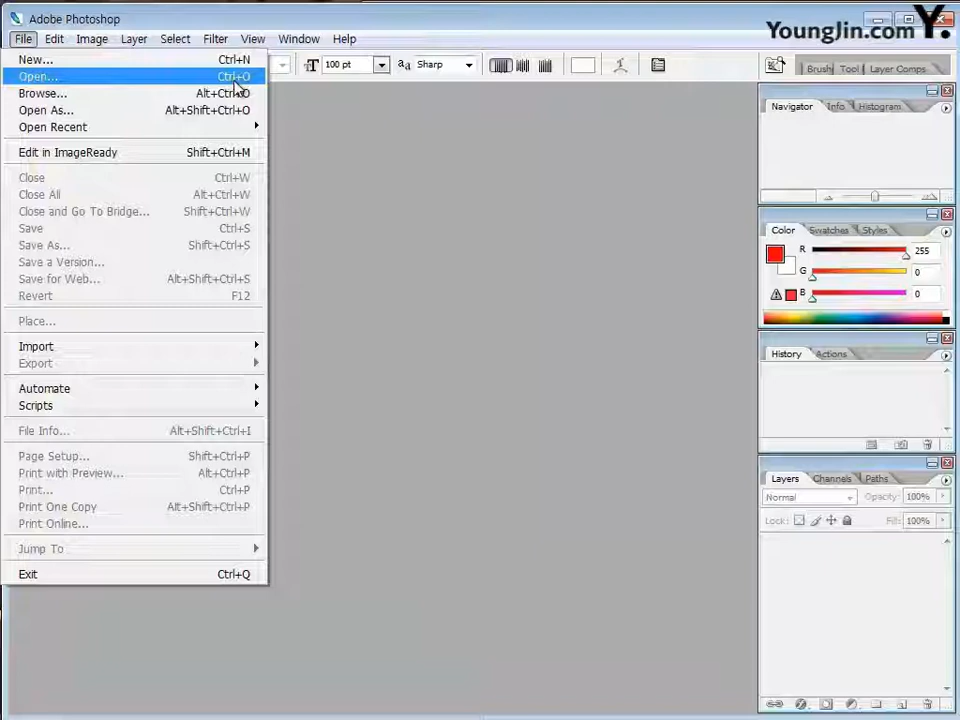 Adobe Photoshop
YoungJin.com Y.
File Edit Image Layer Select Filter View Window Help
100 pt Sharp Brush Tool Layer Comps
New... Ctrl+N
Open... Ctrl+O
Browse... Alt+Ctrl+O
Open As... Alt+Shift+Ctrl+O
Open Recent
Edit in ImageReady Shift+Ctrl+M
Close Ctrl+W
Close All Alt+Ctrl+W
Close and Go To Bridge... Shift+Ctrl+W
Save Ctrl+S
Save As... Shift+Ctrl+S
Save a Version...
Save for Web... Alt+Shift+Ctrl+S
Revert F12
Place...
Import
Export
Automate
Scripts
File Info... Alt+Shift+Ctrl+I
Page Setup... Shift+Ctrl+P
Print with Preview... Alt+Ctrl+P
Print... Ctrl+P
Print One Copy Alt+Shift+Ctrl+P
Print Online...
Jump To
Exit Ctrl+Q
Navigator Info Histogram
Color Swatches Styles
R 255
G 0
B 0
History Actions
Layers Channels Paths
Normal Opacity: 100%
Lock: Fill: 100%